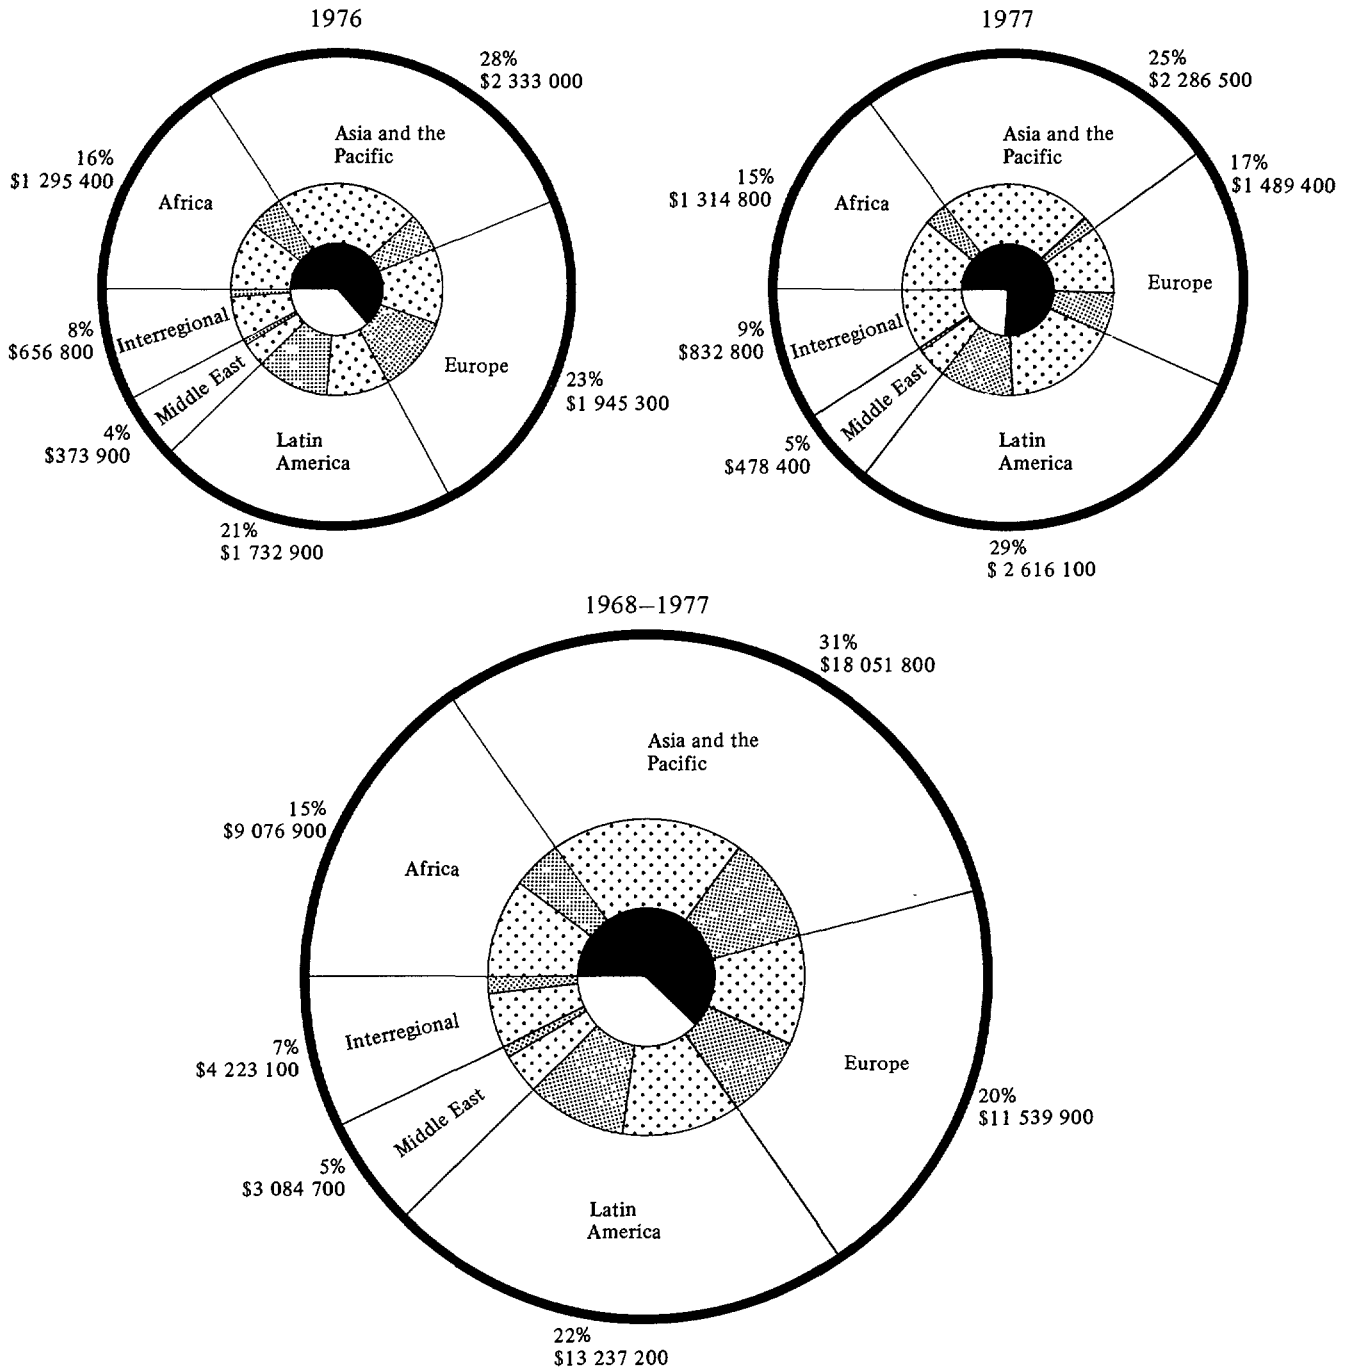 1976
28%
$2 333 000
Asia and the
Pacific
16%
$1 295 400
Africa
8%
$656 800
Interregional
4%
$373 900
Middle East
21%
$1 732 900
Latin
America
23%
$1 945 300
Europe
1977
25%
$2 286 500
Asia and the
Pacific
17%
$1 489 400
Europe
15%
$1 314 800
Africa
9%
$832 800
Interregional
5%
$478 400
Middle East
Latin
America
29%
$ 2 616 100
1968–1977
31%
$18 051 800
Asia and the
Pacific
15%
$9 076 900
Africa
7%
$4 223 100
Interregional
5%
$3 084 700
Middle East
Europe
20%
$11 539 900
Latin
America
22%
$13 237 200